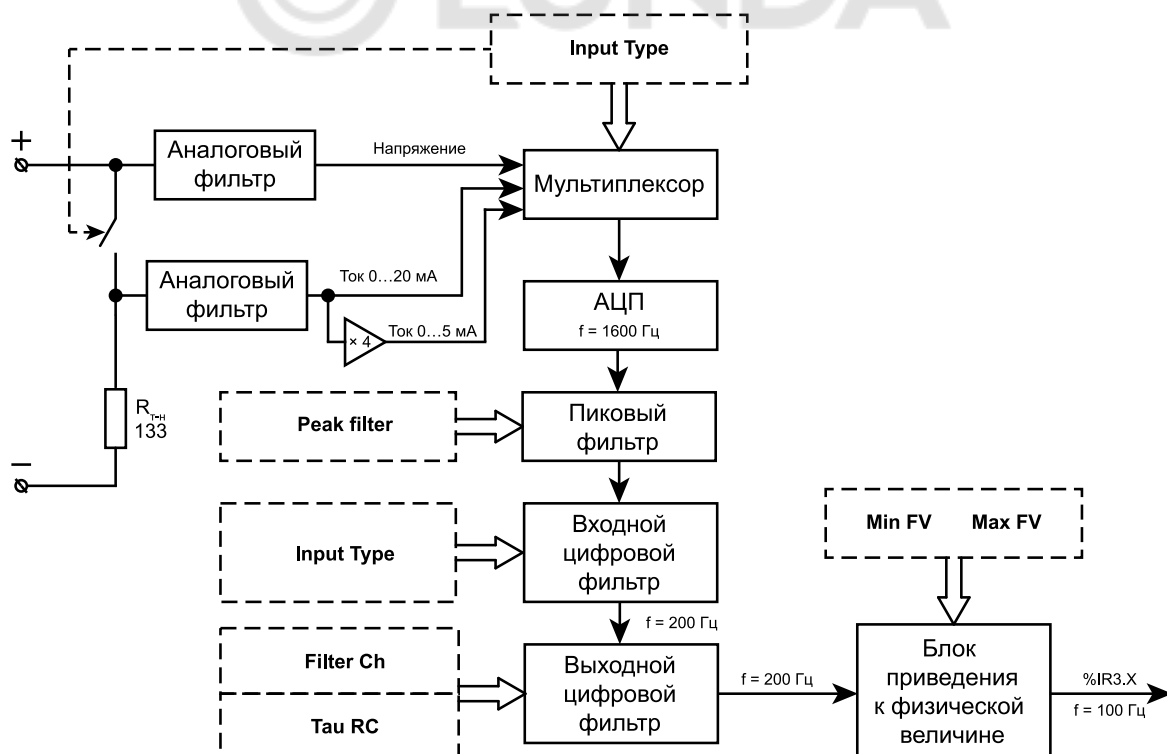 LUNDA
Input Type
+
Аналоговый
фильтр
Напряжение
Мультиплексор
Аналоговый
фильтр
Ток 0...20 мА
× 4
Ток 0...5 мА
АЦП
f = 1600 Гц
R т-н
133
–
Peak filter
Пиковый
фильтр
Input Type
Входной
цифровой
фильтр
Min FV Max FV
f = 200 Гц
Filter Ch
Tau RC
Выходной
цифровой
фильтр
f = 200 Гц
Блок
приведения
к физической
величине
%IR3.X
f = 100 Гц